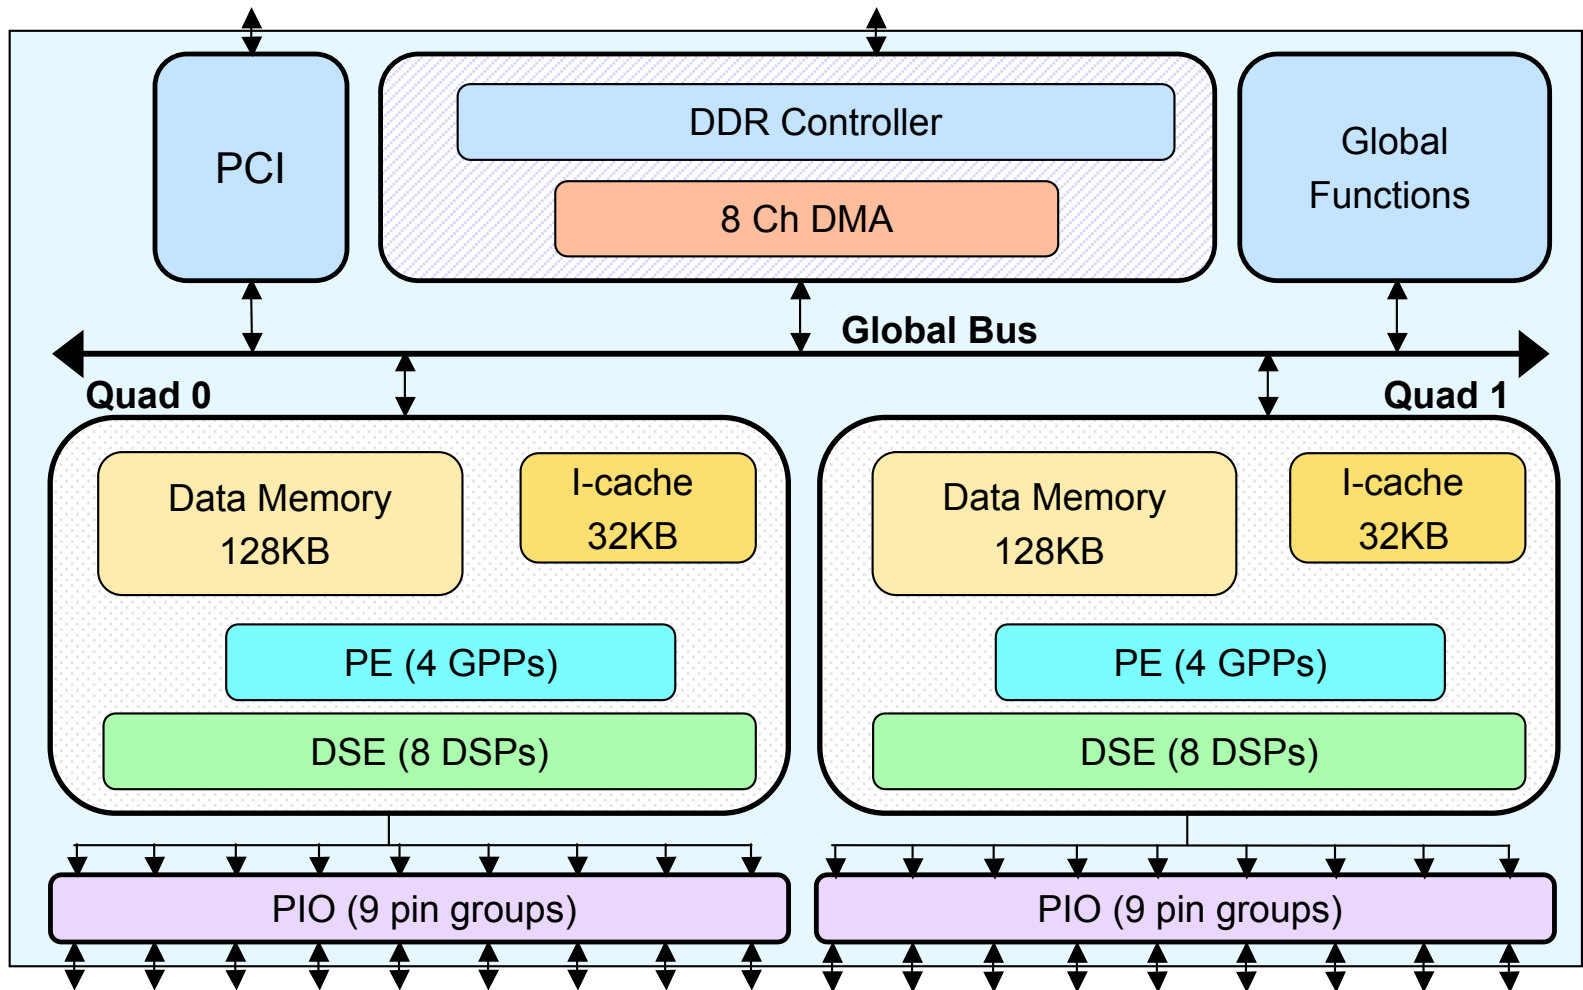 PCI
DDR Controller
8 Ch DMA
Global
Functions
Global Bus
Quad 0
Quad 1
Data Memory
128KB
I-cache
32KB
PE (4 GPPs)
DSE (8 DSPs)
Data Memory
128KB
I-cache
32KB
PE (4 GPPs)
DSE (8 DSPs)
PIO (9 pin groups)
PIO (9 pin groups)